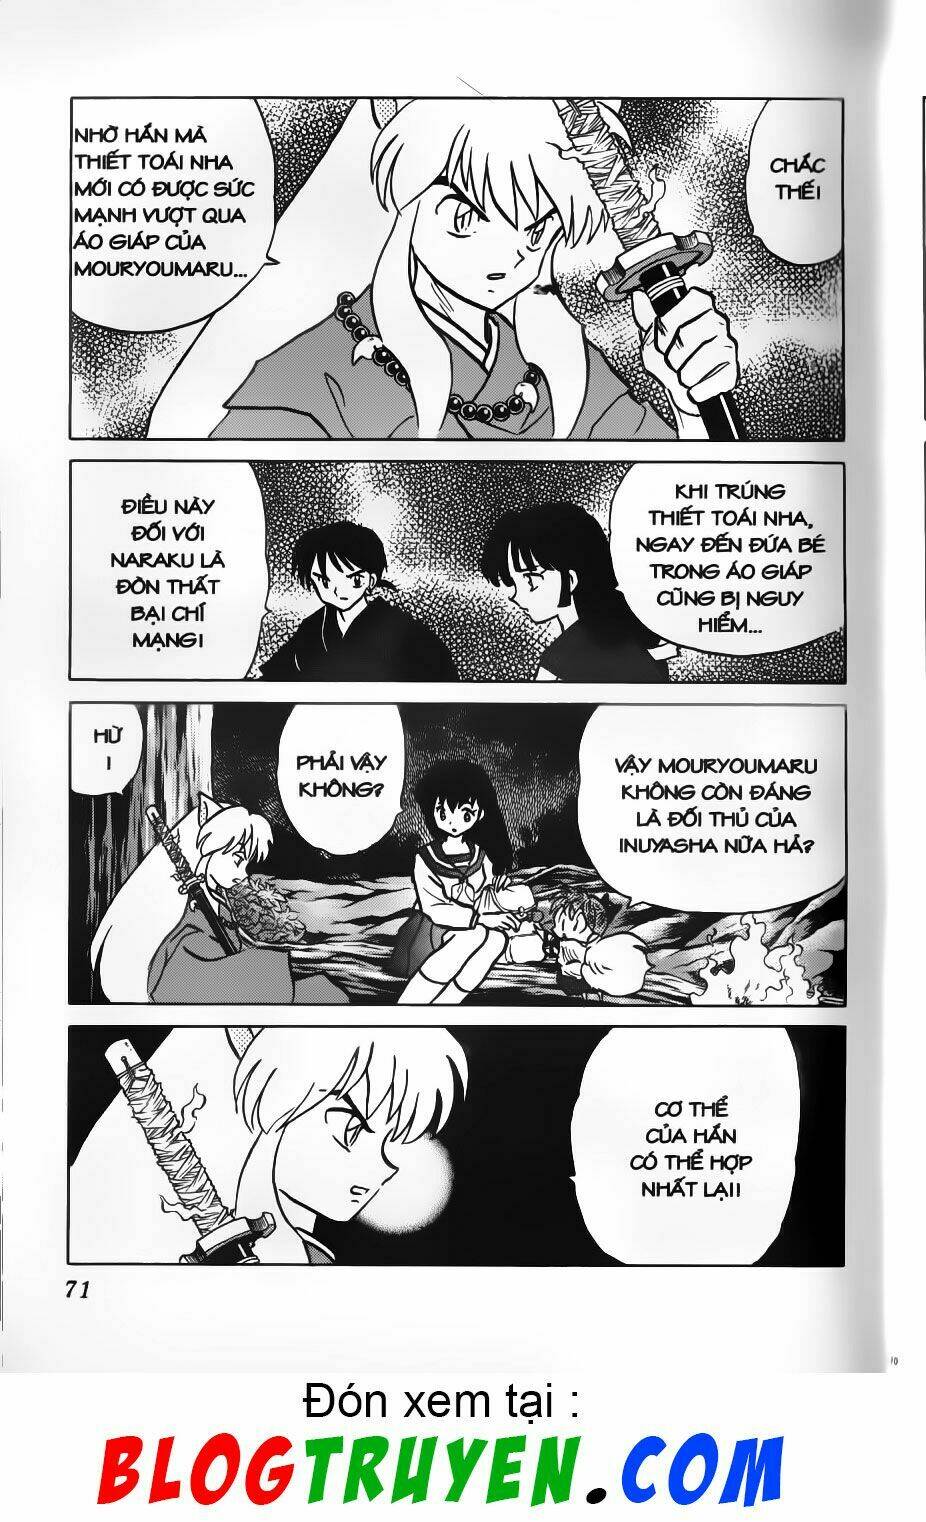 CHẮC
THẾ!
NHỜ HẮN MÀ
THIẾT TOÁI NHA
MỚI CÓ ĐƯỢC SỨC
MẠNH VƯỢT QUA
ÁO GIÁP CỦA
MOURYOUMARU...
KHI TRÚNG
THIẾT TOÁI NHA,
NGAY ĐẾN ĐỨA BÉ
TRONG ÁO GIÁP
CŨNG BỊ NGUY
HIỂM...
ĐIỀU NÀY
ĐỐI VỚI
NARAKU LÀ
ĐÒN THẤT
BẠI CHÍ
MẠNG!
VẬY MOURYOUMARU
KHÔNG CÒN ĐÁNG
LÀ ĐỐI THỦ CỦA
INUYASHA NỮA HẢ?
PHẢI VẬY
KHÔNG?
HỪ
!
CƠ THỂ
CỦA HẮN
CÓ THỂ HỢP
NHẤT LẠI!
71
Đón xem tại :
BLOGTRUYEN.COM